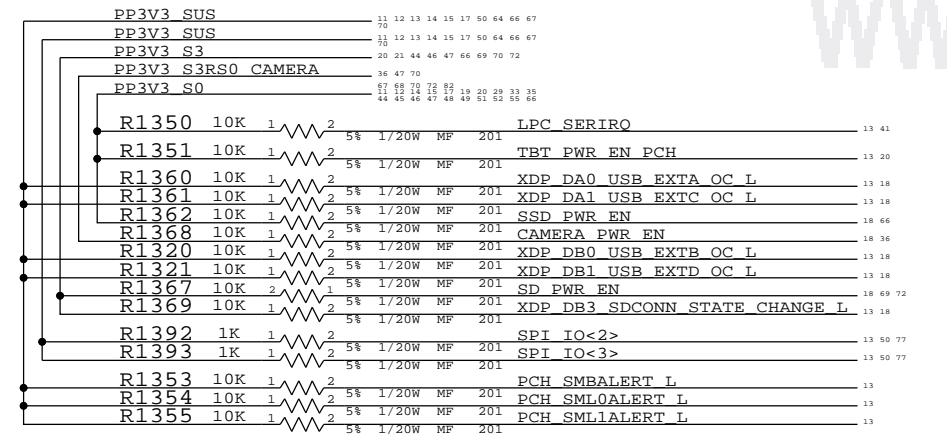 PP3V3_SUS 11 12 13 14 15 17 50 64 66 67
70
PP3V3_SUS 11 12 13 14 15 17 50 64 66 67
70
PP3V3_S3 20 21 44 46 47 66 69 70 72
PP3V3_S3RS0_CAMERA 36 47 70
67 68 70 72 82
PP3V3_S0 11 12 14 15 17 19 20 29 33 35
44 45 46 47 48 49 51 52 55 66
R1350 10K 1 2 LPC_SERIRQ 13 41
5% 1/20W MF 201
R1351 10K 1 2 TBT_PWR_EN_PCH 13 20
5% 1/20W MF 201
R1360 10K 1 2 XDP_DA0_USB_EXTA_OC_L 13 18
5% 1/20W MF 201
R1361 10K 1 2 XDP_DA1_USB_EXTC_OC_L 13 18
5% 1/20W MF 201
R1362 10K 1 2 SSD_PWR_EN 18 66
5% 1/20W MF 201
R1368 10K 1 2 CAMERA_PWR_EN 18 36
5% 1/20W MF 201
R1320 10K 1 2 XDP_DB0_USB_EXTB_OC_L 13 18
5% 1/20W MF 201
R1321 10K 1 2 XDP_DB1_USB_EXTD_OC_L 13 18
5% 1/20W MF 201
R1367 10K 2 1 SD_PWR_EN 18 69 72
5% 1/20W MF 201
R1369 10K 1 2 XDP_DB3_SDCONN_STATE_CHANGE_L 13 18
5% 1/20W MF 201
R1392 1K 1 2 SPI_IO<2> 13 50 77
5% 1/20W MF 201
R1393 1K 1 2 SPI_IO<3> 13 50 77
5% 1/20W MF 201
R1353 10K 1 2 PCH_SMBALERT_L 13
5% 1/20W MF 201
R1354 10K 1 2 PCH_SML0ALERT_L 13
5% 1/20W MF 201
R1355 10K 1 2 PCH_SML1ALERT_L 13
5% 1/20W MF 201